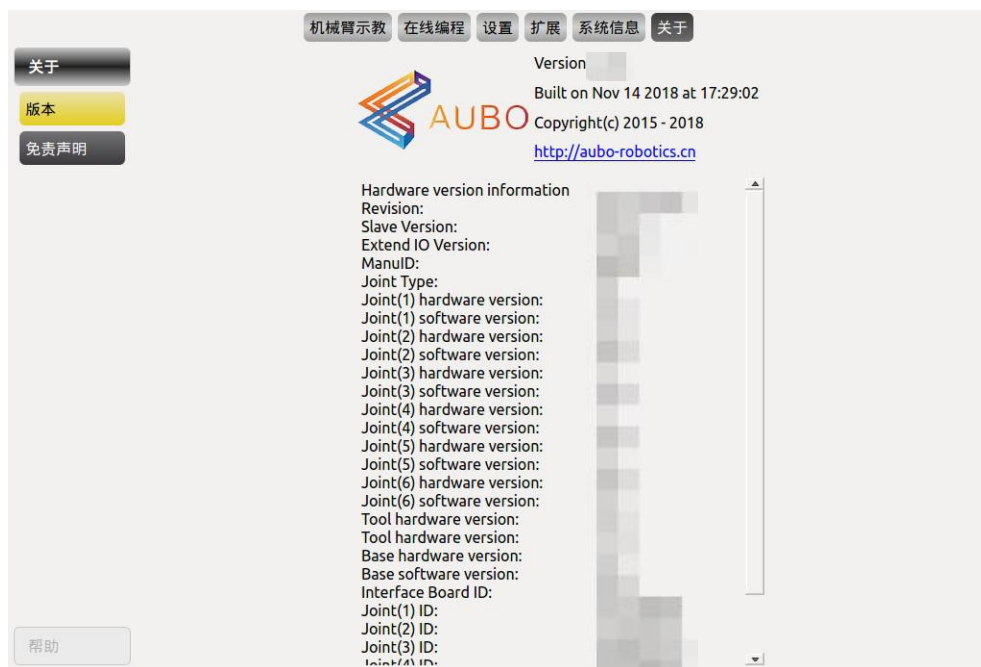 机械臂示教 在线编程 设置 扩展 系统信息 关于
关于
版本
免责声明
AUBO
Version
Built on Nov 14 2018 at 17:29:02
Copyright(c) 2015 - 2018
http://aubo-robotics.cn
Hardware version information
Revision:
Slave Version:
Extend IO Version:
ManuID:
Joint Type:
Joint(1) hardware version:
Joint(1) software version:
Joint(2) hardware version:
Joint(2) software version:
Joint(3) hardware version:
Joint(3) software version:
Joint(4) hardware version:
Joint(4) software version:
Joint(5) hardware version:
Joint(5) software version:
Joint(6) hardware version:
Joint(6) software version:
Tool hardware version:
Tool hardware version:
Base hardware version:
Base software version:
Interface Board ID:
Joint(1) ID:
Joint(2) ID:
Joint(3) ID:
Joint(4) ID:
帮助